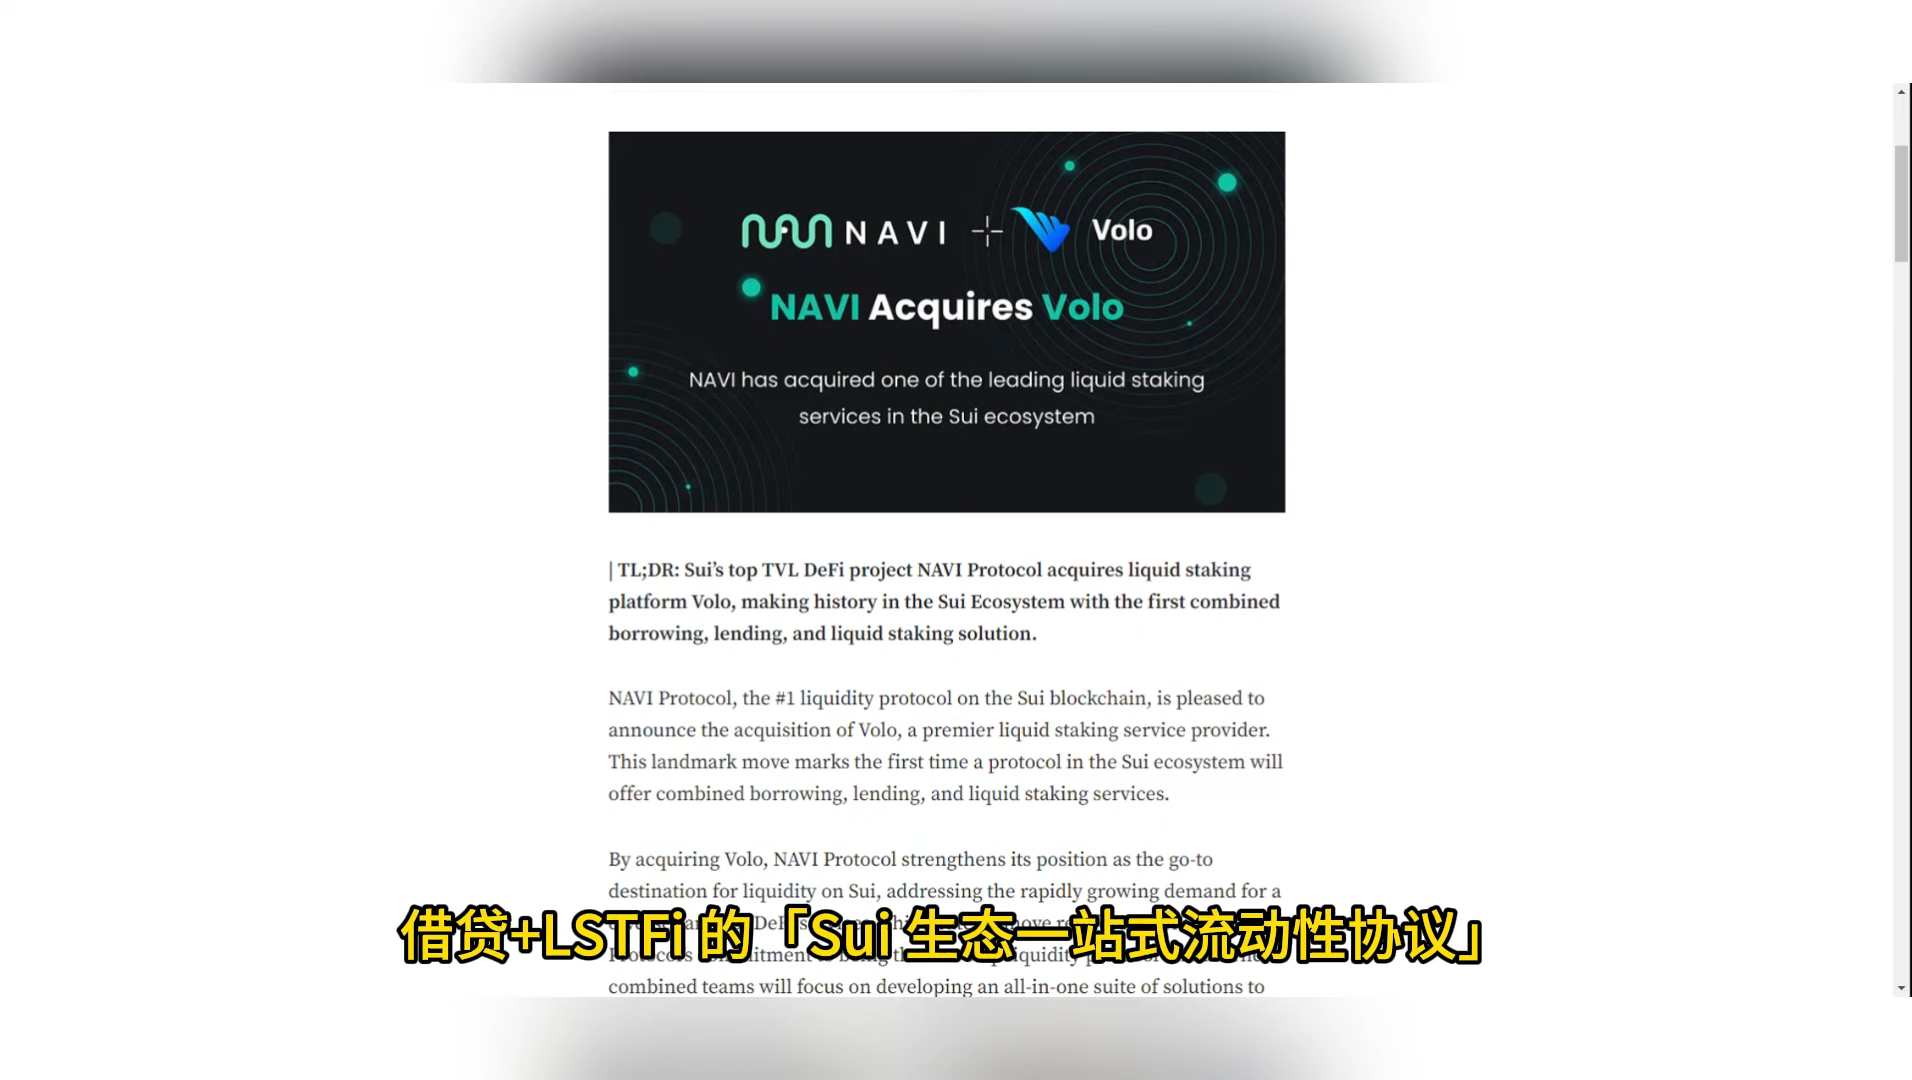 NAVI Volo
NAVI Acquires Volo
NAVI has acquired one of the leading liquid staking
services in the Sui ecosystem
| TL;DR: Sui’s top TVL DeFi project NAVI Protocol acquires liquid staking
platform Volo, making history in the Sui Ecosystem with the first combined
borrowing, lending, and liquid staking solution.
NAVI Protocol, the #1 liquidity protocol on the Sui blockchain, is pleased to
announce the acquisition of Volo, a premier liquid staking service provider.
This landmark move marks the first time a protocol in the Sui ecosystem will
offer combined borrowing, lending, and liquid staking services.
By acquiring Volo, NAVI Protocol strengthens its position as the go-to
destination for liquidity on Sui, addressing the rapidly growing demand for a
combined teams will focus on developing an all-in-one suite of solutions to
借贷+LSTFi 的「Sui 生态一站式流动性协议」